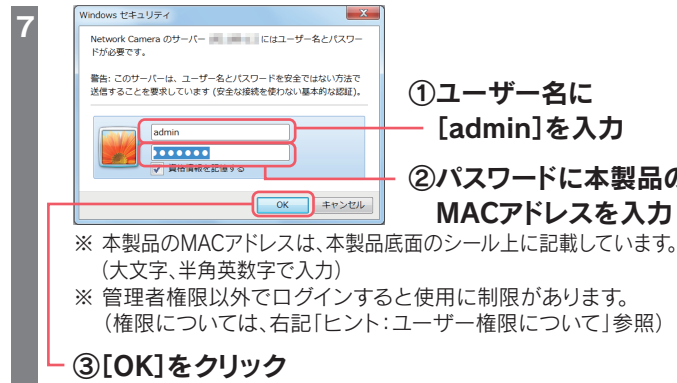 7
Windows セキュリティ
Network Camera のサーバー にはユーザー名とパスワー
ドが必要です。
警告: このサーバーは、ユーザー名とパスワードを安全ではない方法で
送信することを要求しています (安全な接続を使わない基本的な認証)。
admin
資格情報を記憶する
OK
キャンセル
①ユーザー名に
[admin]を入力
②パスワードに本製品の
MACアドレスを入力
※ 本製品のMACアドレスは、本製品底面のシール上に記載しています。
(大文字、半角英数字で入力)
※ 管理者権限以外でログインすると使用に制限があります。
(権限については、右記「ヒント:ユーザー権限について」参照)
③[OK]をクリック